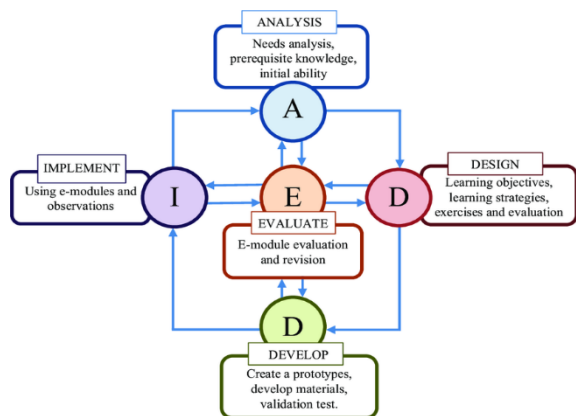 ANALYSIS
Needs analysis,
prerequisite knowledge,
initial ability
A
IMPLEMENT
Using e-modules and
observations
I
E
EVALUATE
E-module evaluation
and revision
D
DESIGN
Learning objectives,
learning strategies,
exercises and evaluation
D
DEVELOP
Create a prototypes,
develop materials,
validation test.